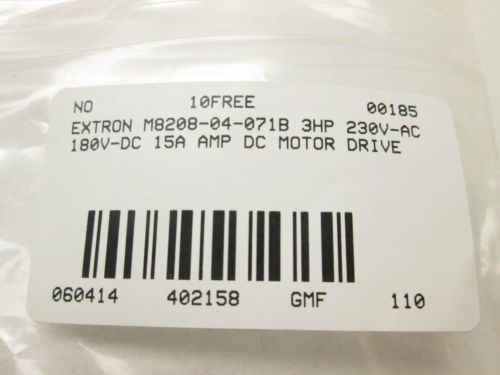 NO 10FREE 00185
EXTRON M8208-04-071B 3HP 230V-AC
180V-DC 15A AMP DC MOTOR DRIVE
060414 402158 GMF 110